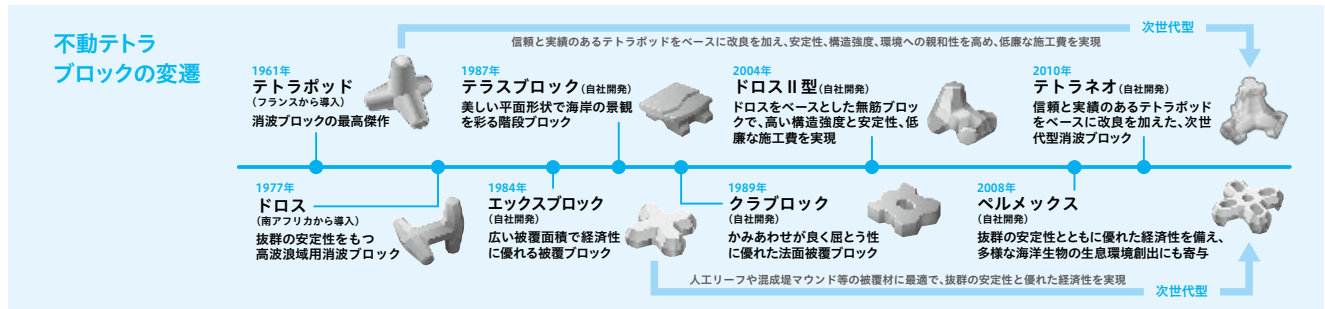 不動テトラ
ブロックの変遷
次世代型
信頼と実績のあるテトラポッドをベースに改良を加え、安定性、構造強度、環境への親和性を高め、低廉な施工費を実現
1961年
テトラポッド
(フランスから導入)
消波ブロックの最高傑作
1987年
テラスブロック(自社開発)
美しい平面形状で海岸の景観
を彩る階段ブロック
2004年
ドロスⅡ型(自社開発)
ドロスをベースとした無筋ブロッ
クで、高い構造強度と安定性、低
廉な施工費を実現
2010年
テトラネオ(自社開発)
信頼と実績のあるテトラポッド
をベースに改良を加えた、次世
代型消波ブロック
1977年
ドロス
(南アフリカから導入)
抜群の安定性をもつ
高波浪域用消波ブロック
1984年
エックスブロック
(自社開発)
広い被覆面積で経済性
に優れる被覆ブロック
1989年
クラブロック
(自社開発)
かみあわせが良く屈とう性
に優れた法面被覆ブロック
2008年
ペルメックス
(自社開発)
抜群の安定性とともに優れた経済性を備え、
多様な海洋生物の生息環境創出にも寄与
人工リーフや混成堤マウンド等の被覆材に最適で、抜群の安定性と優れた経済性を実現
次世代型